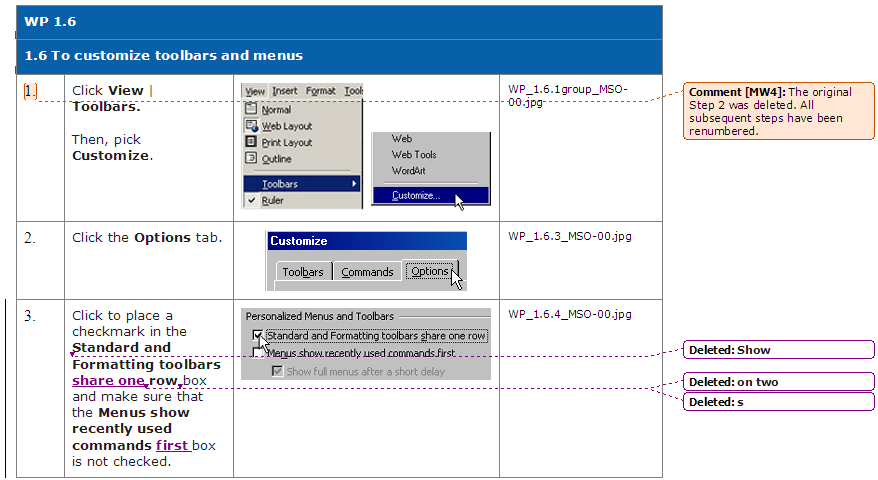 WP 1.6
1.6 To customize toolbars and menus
1.
Click View |
Toolbars.
Then, pick
Customize.
View Insert Format Tools
Normal
Web Layout
Print Layout
Outline
Toolbars
Ruler
Web
Web Tools
WordArt
Customize...
WP_1.6.1group_MSO-
00.jpg
Comment [MW4]: The original
Step 2 was deleted. All
subsequent steps have been
renumbered.
2.
Click the Options tab.
Customize
Toolbars Commands Options
WP_1.6.3_MSO-00.jpg
3.
Click to place a
checkmark in the
Standard and
Formatting toolbars
share one row box
and make sure that
the Menus show
recently used
commands first box
is not checked.
Personalized Menus and Toolbars
Standard and Formatting toolbars share one row
Menus show recently used commands first
Show full menus after a short delay
WP_1.6.4_MSO-00.jpg
Deleted: Show
Deleted: on two
Deleted: s